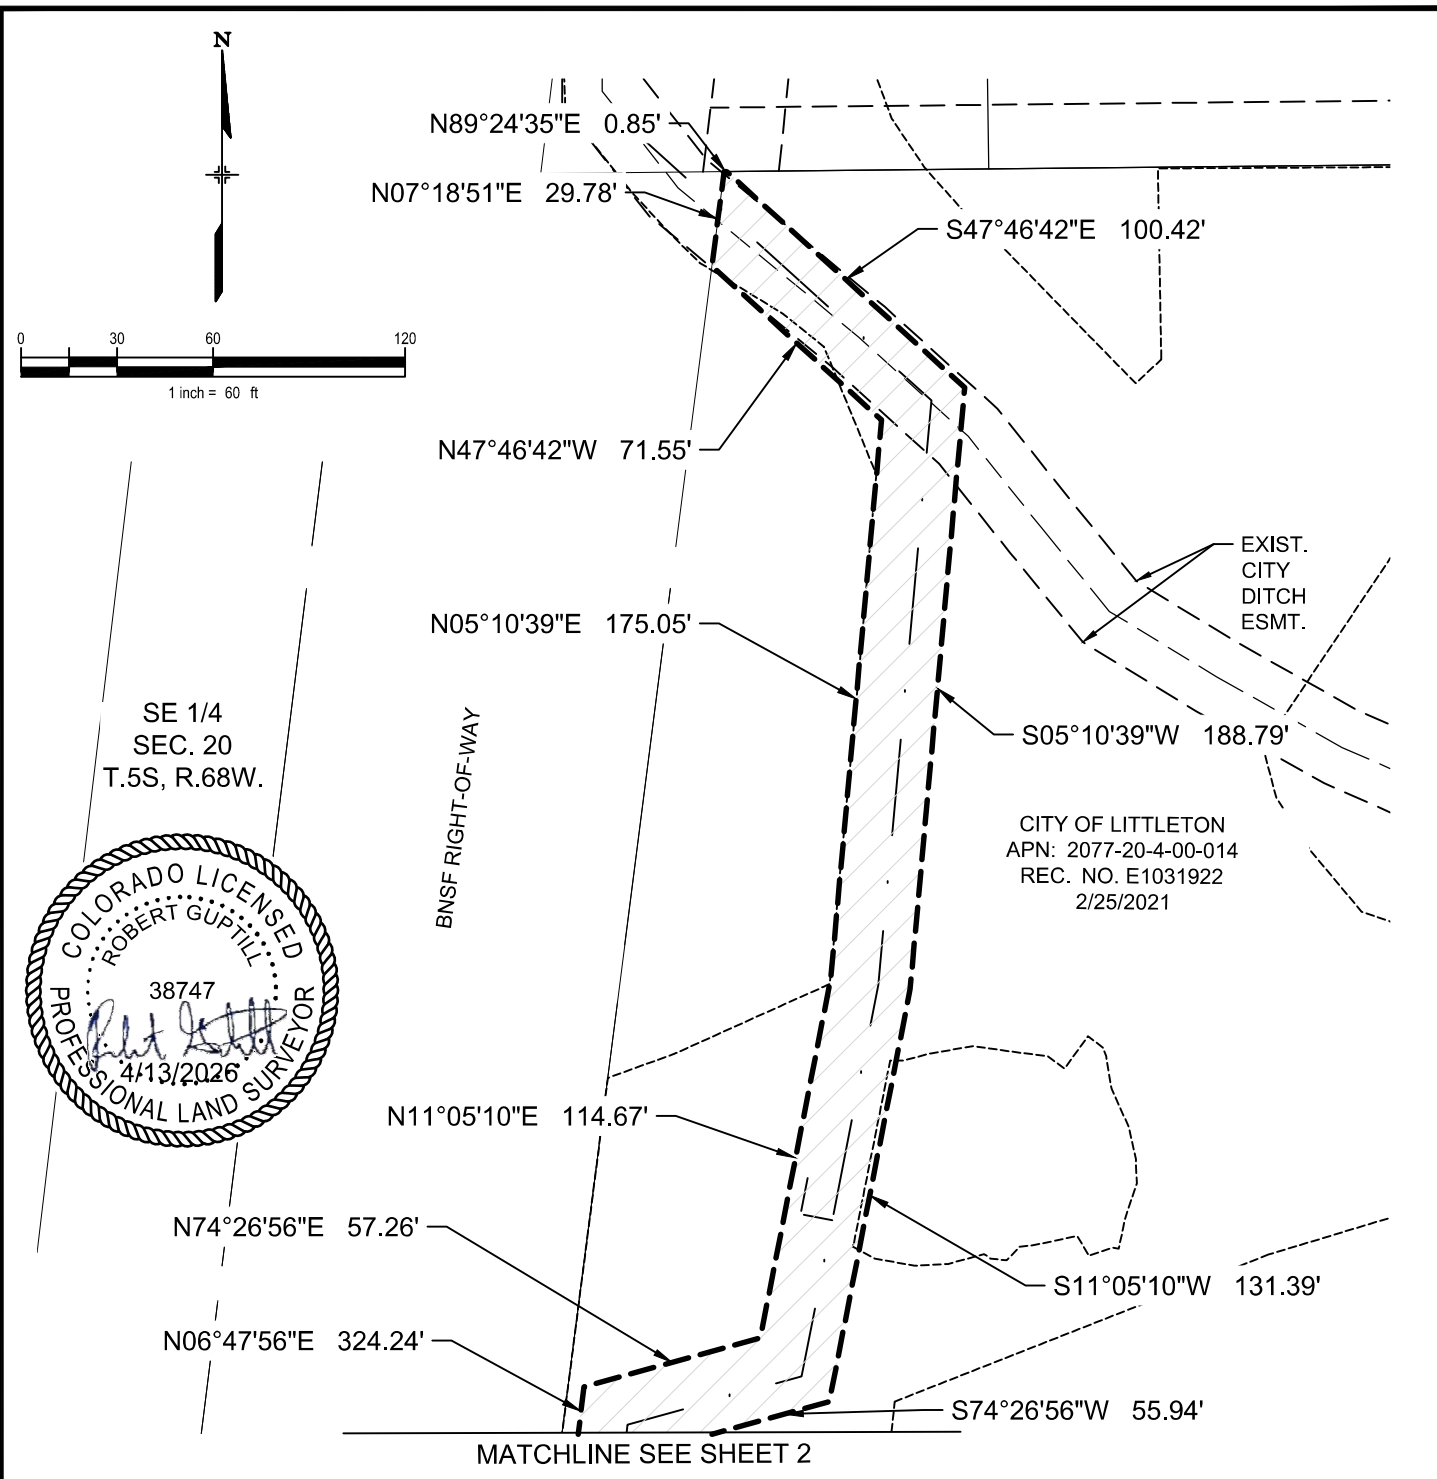 N
N89°24'35"E 0.85'
N07°18'51"E 29.78'
S47°46'42"E 100.42'
0 30 60 120
1 inch = 60 ft
N47°46'42"W 71.55'
EXIST.
CITY
DITCH
ESMT.
N05°10'39"E 175.05'
SE 1/4
SEC. 20
T.5S, R.68W.
BNSF RIGHT-OF-WAY
S05°10'39"W 188.79'
CITY OF LITTLETON
APN: 2077-20-4-00-014
REC. NO. E1031922
2/25/2021
COLORADO LICENSED
ROBERT GUPTILL
38747
4/13/2026
PROFESSIONAL LAND SURVEYOR
N11°05'10"E 114.67'
N74°26'56"E 57.26'
S11°05'10"W 131.39'
N06°47'56"E 324.24'
S74°26'56"W 55.94'
MATCHLINE SEE SHEET 2